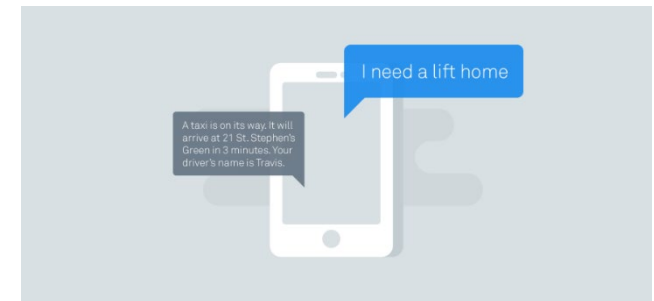 I need a lift home
A taxi is on its way. It will
arrive at 21 St. Stephen's
Green in 3 minutes. Your
driver's name is Travis.